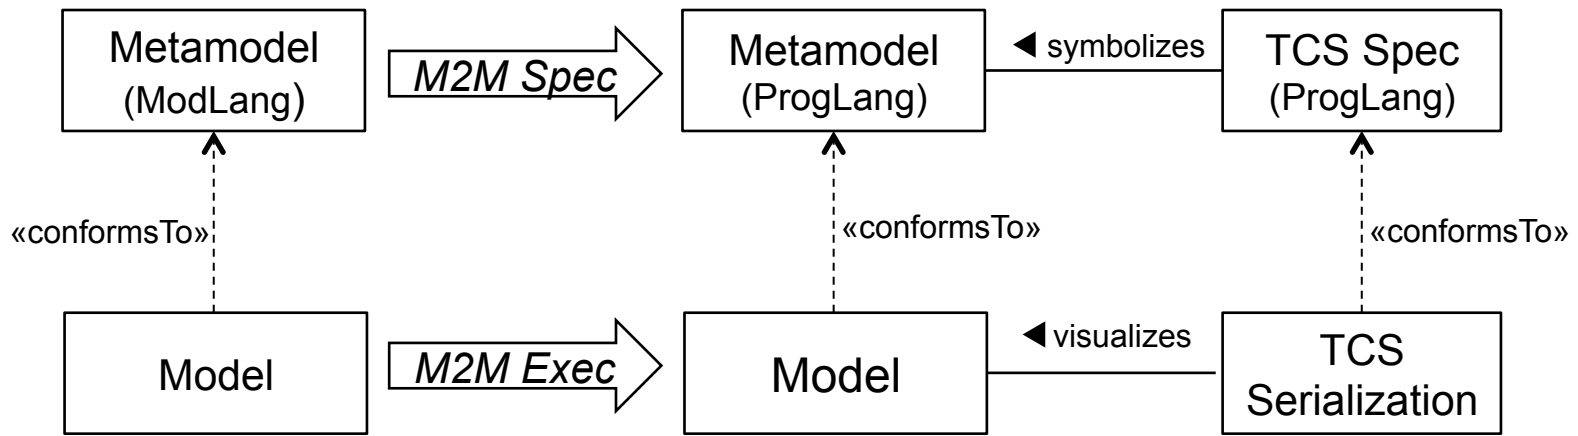 Metamodel
(ModLang)
M2M Spec
Metamodel
(ProgLang)
◀ symbolizes
TCS Spec
(ProgLang)
«conformsTo»
«conformsTo»
«conformsTo»
Model
M2M Exec
Model
◀ visualizes
TCS
Serialization